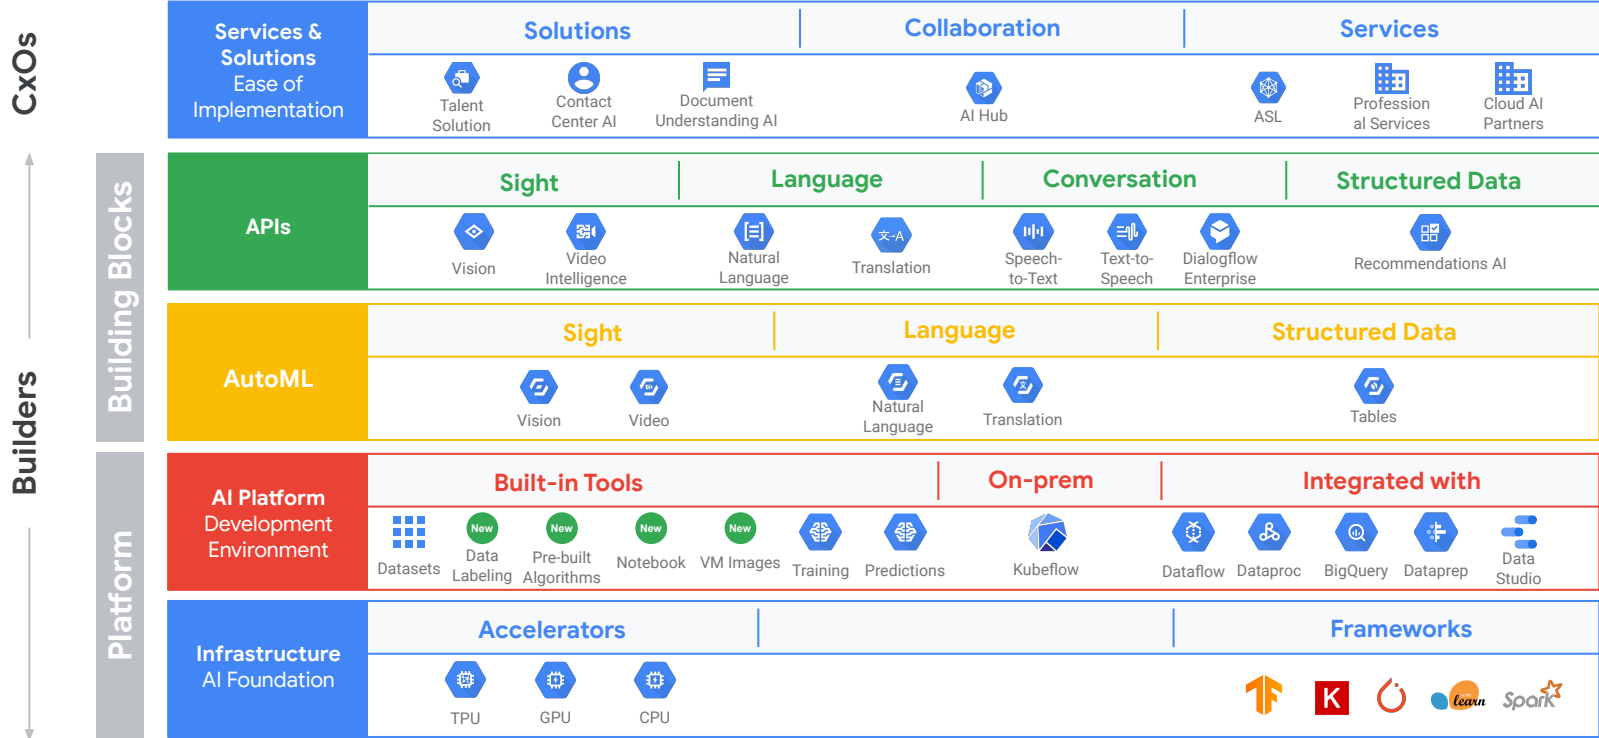 CxOs
Builders
Building Blocks
Platform
Services &
Solutions
Ease of
Implementation
Solutions
Collaboration
Services
Talent
Solution
Contact
Center AI
Document
Understanding AI
AI Hub
ASL
Profession
al Services
Cloud AI
Partners
APIs
Sight
Language
Conversation
Structured Data
Vision
Video
Intelligence
Natural
Language
文→A
Translation
Speech-
to-Text
Text-to-
Speech
Dialogflow
Enterprise
Recommendations AI
AutoML
Sight
Language
Structured Data
Vision
Video
Natural
Language
Translation
Tables
AI Platform
Development
Environment
Built-in Tools
On-prem
Integrated with
Datasets
New
Data
Labeling
New
Pre-built
Algorithms
New
Notebook
New
VM Images
Training
Predictions
Kubeflow
Dataflow
Dataproc
BigQuery
Dataprep
Data
Studio
Infrastructure
AI Foundation
Accelerators
Frameworks
TPU
GPU
CPU
K
learn
Spark